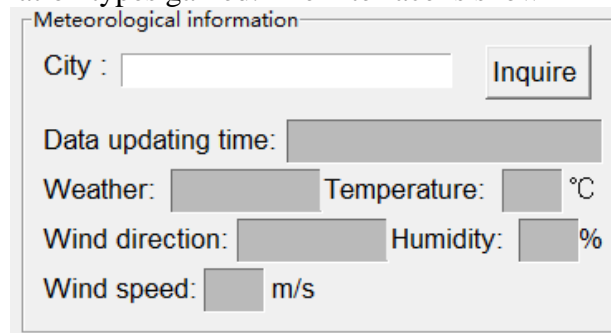 Meteorological information
City :
Inquire
Data updating time:
Weather: Temperature: ℃
Wind direction: Humidity: %
Wind speed: m/s